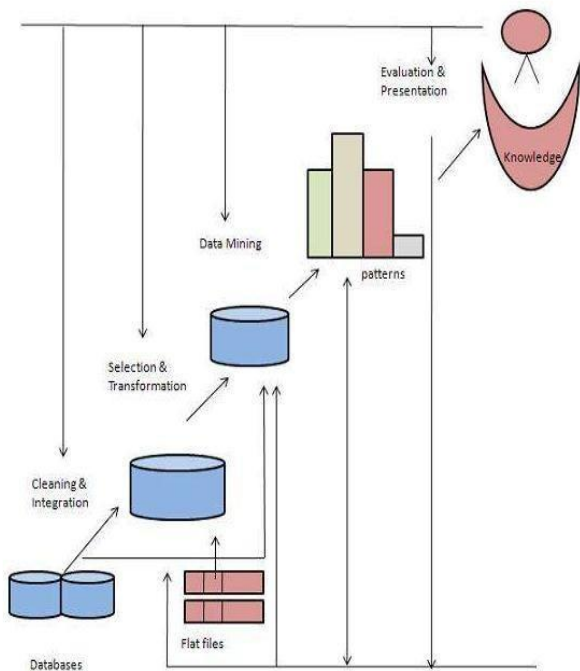 Evaluation &
Presentation
Knowledge
Data Mining
patterns
Selection &
Transformation
Cleaning &
Integration
Flat files
Databases